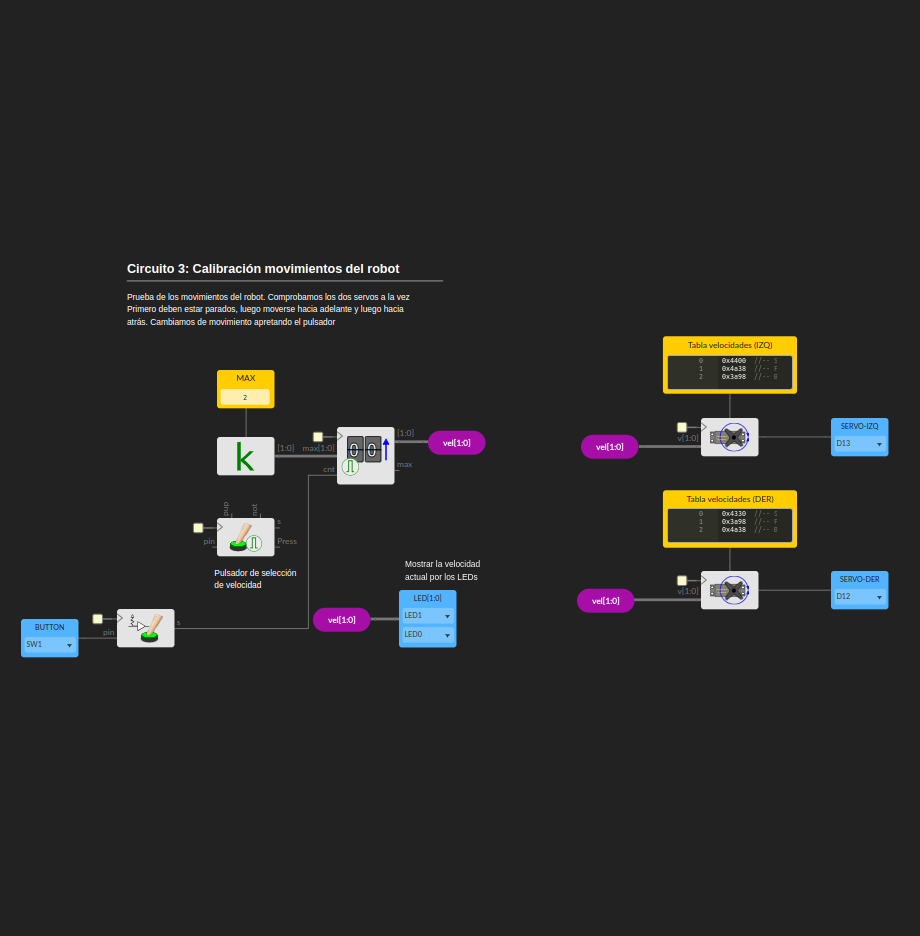 Circuito 3: Calibración movimientos del robot
Prueba de los movimientos del robot. Comprobamos los dos servos a la vez
Primero deben estar parados, luego moverse hacia adelante y luego hacia
atrás. Cambiamos de movimiento apretando el pulsador
MAX
2
k
[1:0]
max[1:0]
cnt
00
[1:0]
max
vel[1:0]
pup
not
pin
s
Press
Pulsador de selección
de velocidad
BUTTON
SW1
pin
s
vel[1:0]
Mostrar la velocidad
actual por los LEDs
LED[1:0]
LED1
LED0
Tabla velocidades (IZQ)
0 0x4400 //-- S
1 0x4a38 //-- F
2 0x3a98 //-- B
vel[1:0]
v[1:0]
SERVO-IZQ
D13
Tabla velocidades (DER)
0 0x4330 //-- S
1 0x3a98 //-- F
2 0x4a38 //-- B
vel[1:0]
v[1:0]
SERVO-DER
D12